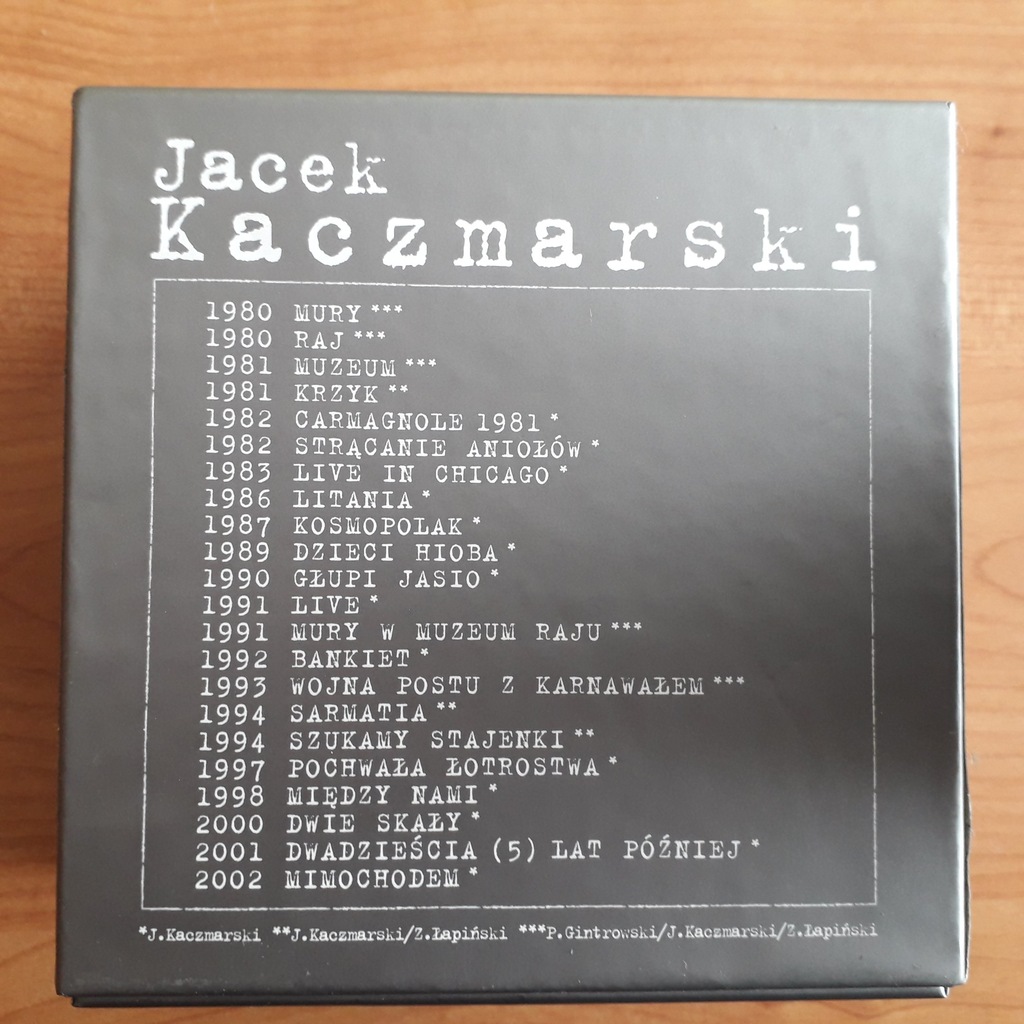 Jacek
Kaczmarski
1980 MURY ***
1980 RAJ ***
1981 MUZEUM ***
1981 KRZYK **
1982 CARMAGNOLE 1981 *
1982 STRĄCANIE ANIOŁÓW *
1983 LIVE IN CHICAGO *
1986 LITANIA *
1987 KOSMOPOLAK *
1989 DZIECI HIOBA *
1990 GŁUPI JASIO *
1991 LIVE *
1991 MURY W MUZEUM RAJU ***
1992 BANKIET *
1993 WOJNA POSTU Z KARNAWAŁEM ***
1994 SARMATIA **
1994 SZUKAMY STAJENKI **
1997 POCHWAŁA ŁOTROSTWA *
1998 MIĘDZY NAMI *
2000 DWIE SKAŁY *
2001 DWADZIEŚCIA (5) LAT PÓŹNIEJ *
2002 MIMOCHODEM *
*J.Kaczmarski **J.Kaczmarski/Z.Łapiński ***P.Gintrowski/J.Kaczmarski/Z.Łapiński